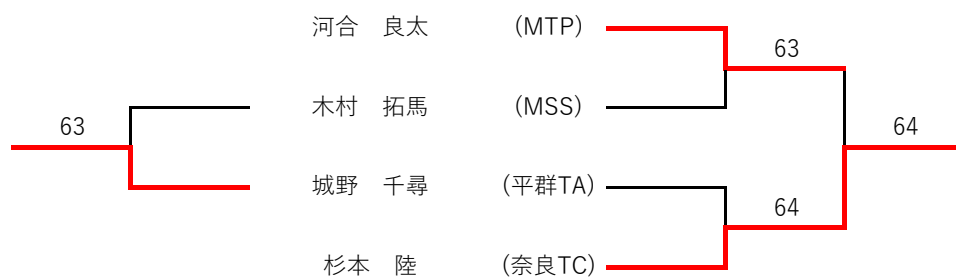 河合　良太　(MTP)
63
木村　拓馬　(MSS)
63
64
城野　千尋　(平群TA)
64
杉本　陸　(奈良TC)